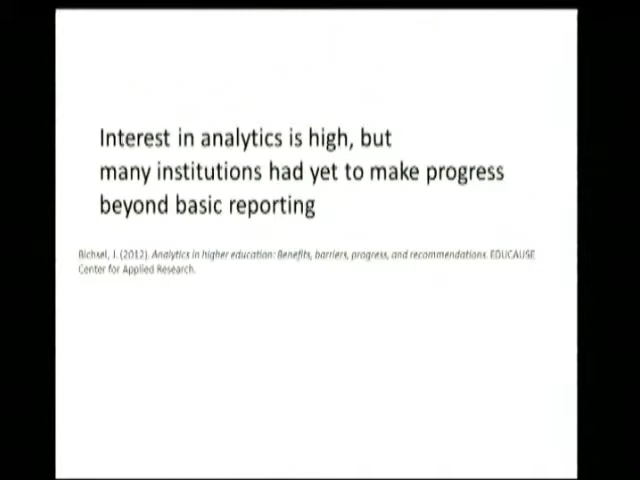 Interest in analytics is high, but
many institutions had yet to make progress
beyond basic reporting
Bichsel, J. (2012). Analytics in higher education: Benefits, barriers, progress, and recommendations. EDUCAUSE
Center for Applied Research.